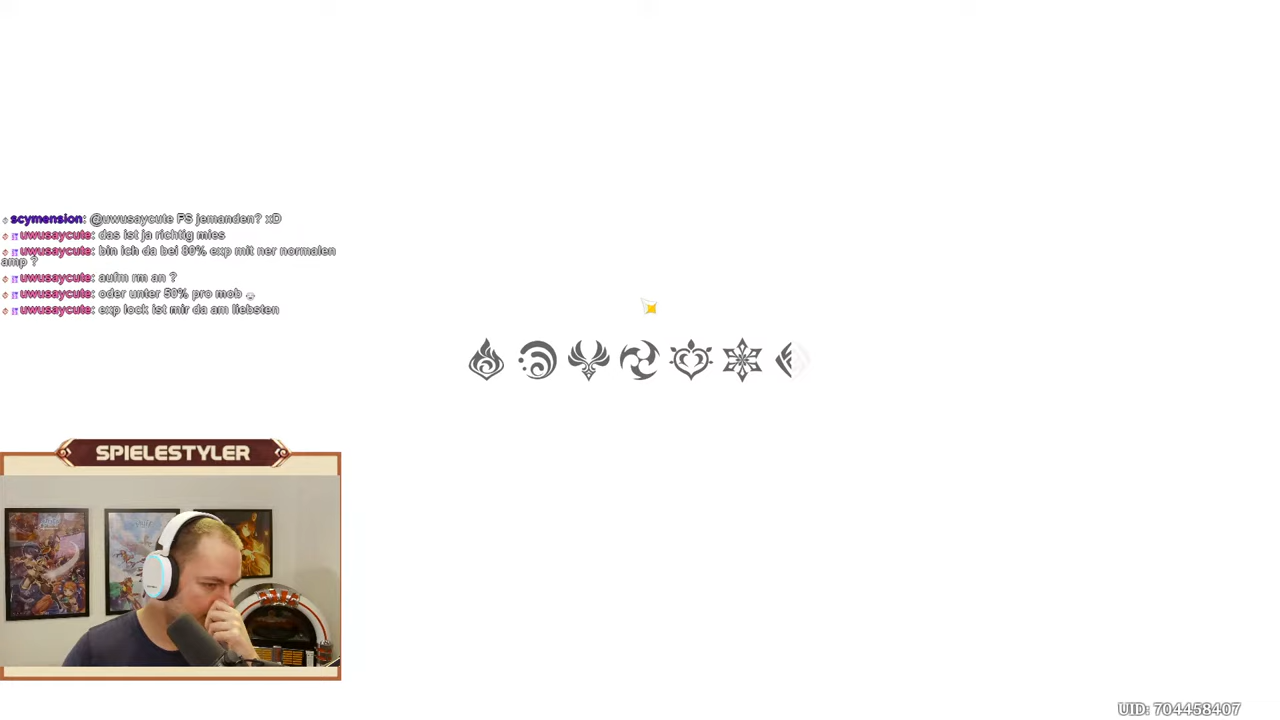 scymension: @uwusaycute PS jemanden? xD
uwusaycute: das ist ja richtig mies
uwusaycute: bin ich da bei 80% exp mit ner normalen
amp ?
uwusaycute: aufm rm an ?
uwusaycute: oder unter 50% pro mob
uwusaycute: exp lock ist mir da am liebsten
SPIELESTYLER
UID: 704458407